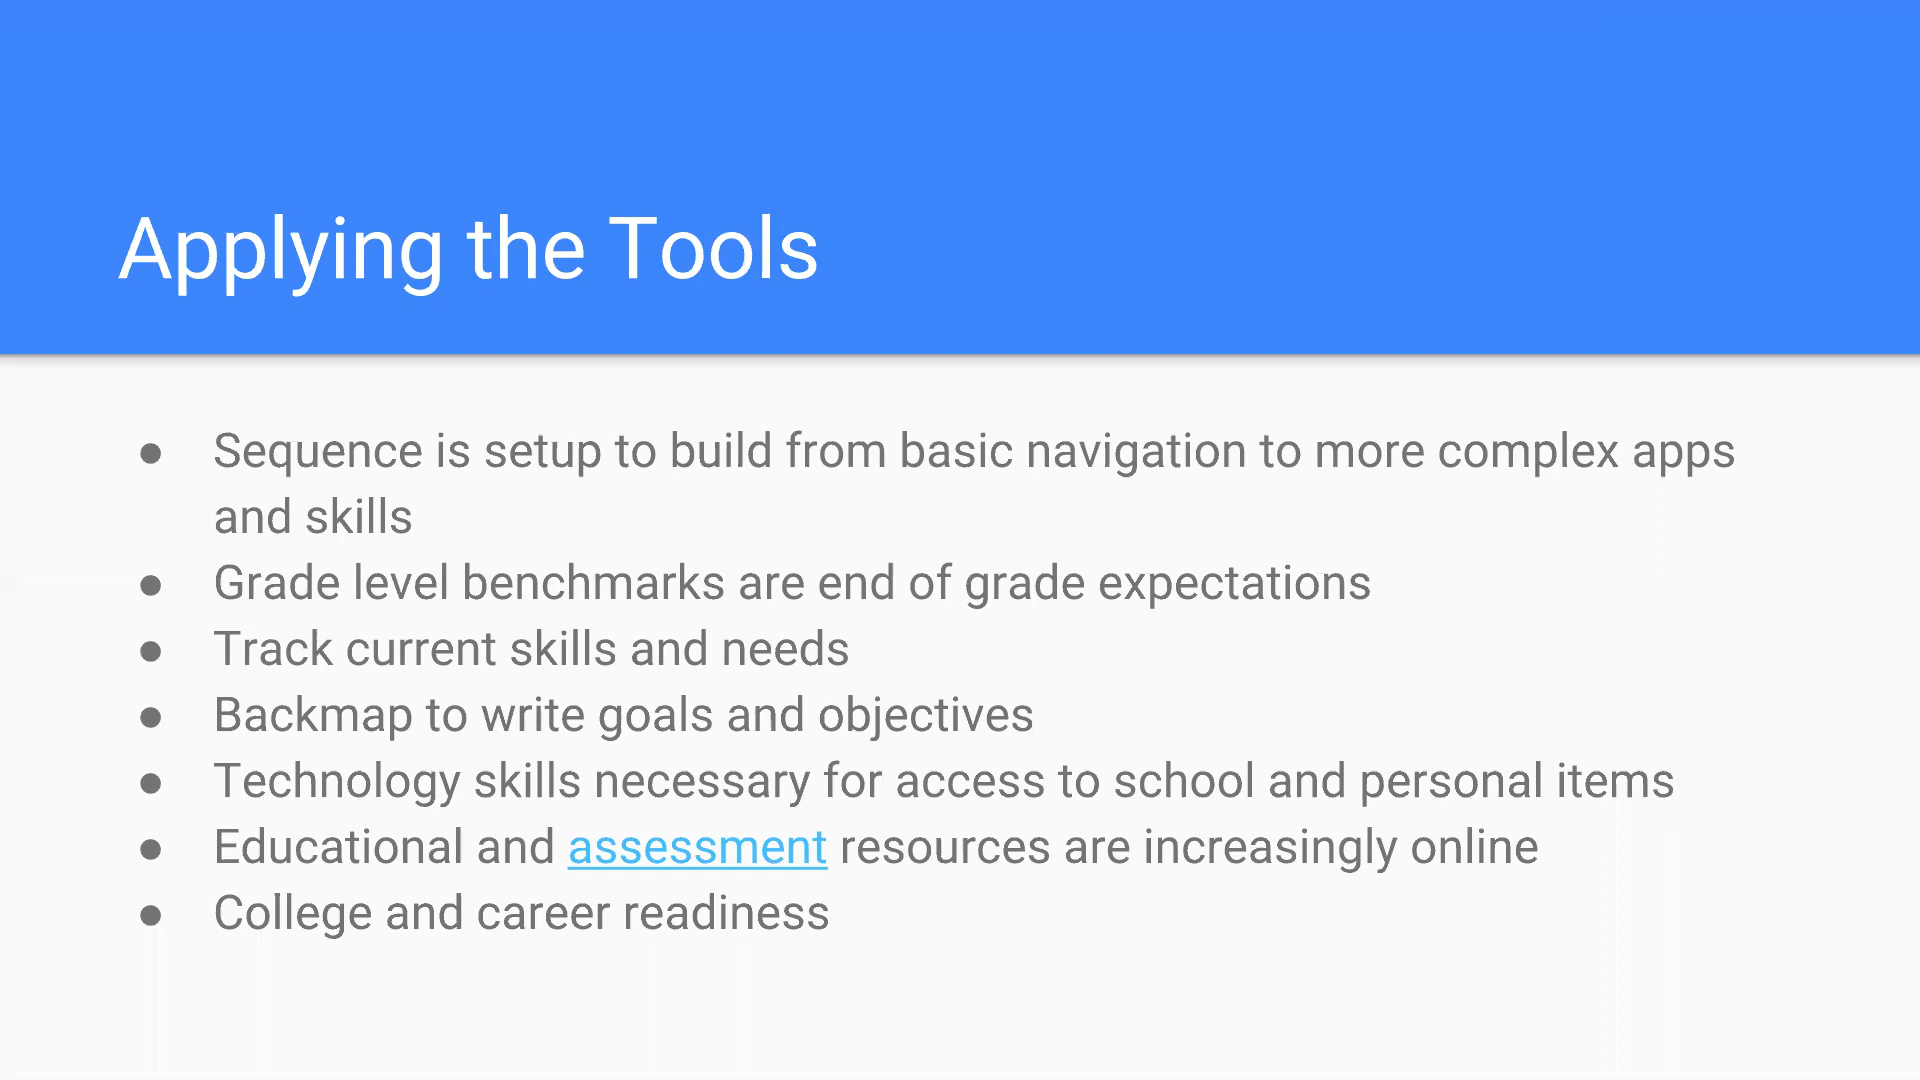 Applying the Tools
● Sequence is setup to build from basic navigation to more complex apps
and skills
● Grade level benchmarks are end of grade expectations
● Track current skills and needs
● Backmap to write goals and objectives
● Technology skills necessary for access to school and personal items
● Educational and assessment resources are increasingly online
● College and career readiness